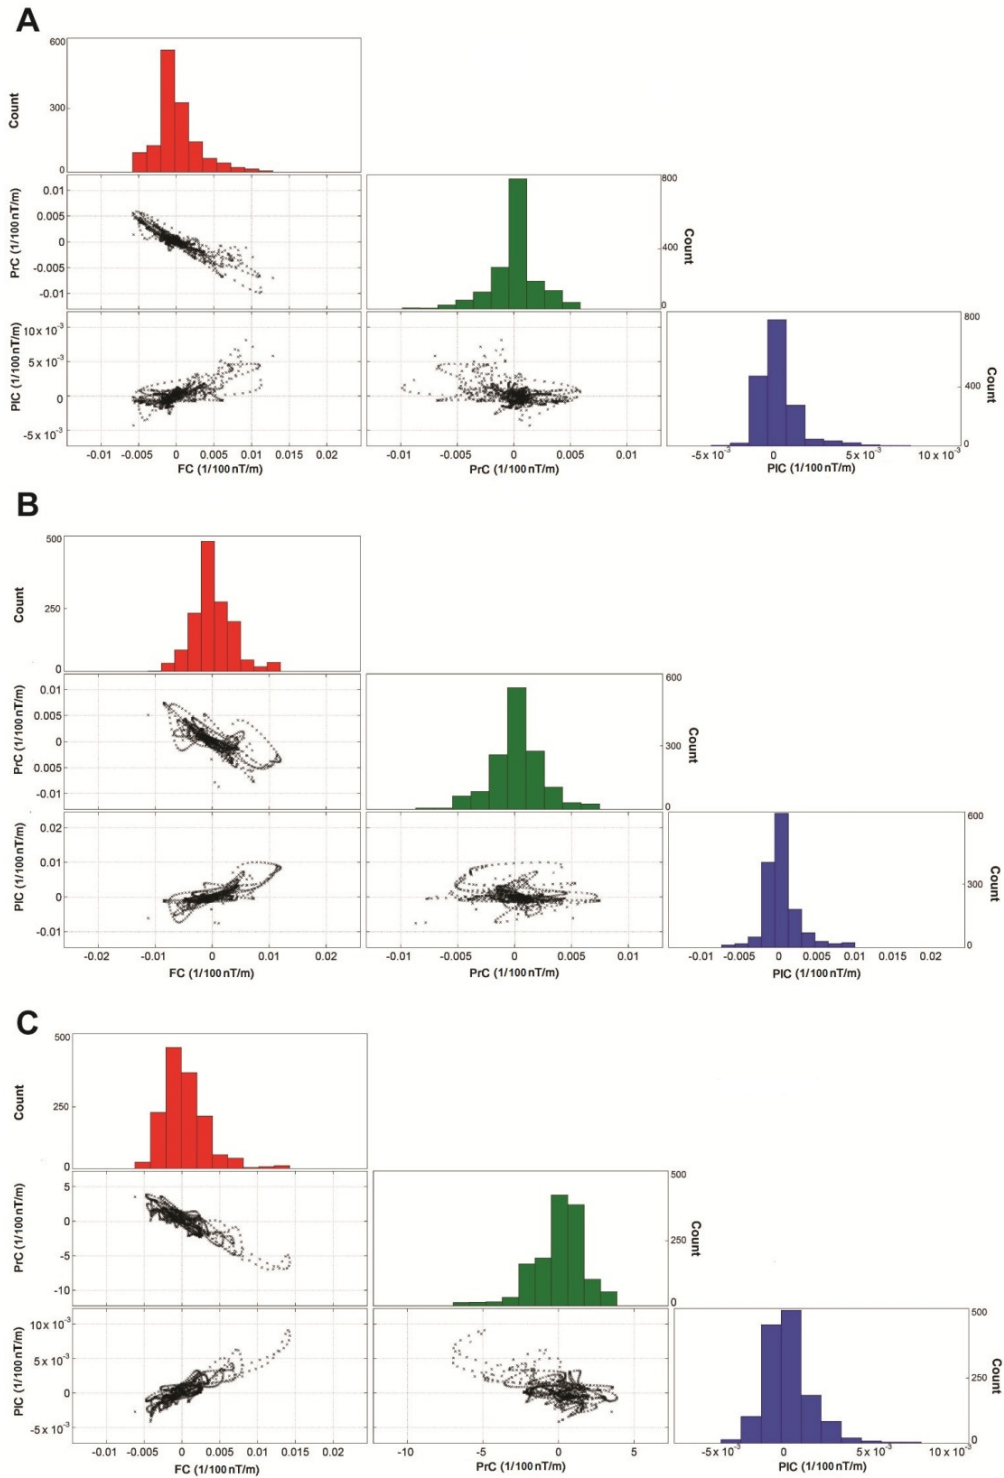 A
600
300
0
Count
0.01
0.005
0
-0.005
-0.01
PrC (1/100 nT/m)
800
400
0
Count
10 x 10⁻³
5 x 10⁻³
0
-5 x 10⁻³
PIC (1/100 nT/m)
800
400
0
Count
-0.01 -0.005 0 0.005 0.01 0.015 0.02
FC (1/100 nT/m)
-0.01 -0.005 0 0.005 0.01
PrC (1/100 nT/m)
-5 x 10⁻³ 0 5 x 10⁻³ 10 x 10⁻³
PIC (1/100 nT/m)
B
500
250
0
Count
0.01
0.005
0
0.005
-0.01
PrC (1/100 nT/m)
600
300
0
Count
0.02
0.01
0
-0.01
PIC (1/100 nT/m)
600
300
0
Count
-0.02 -0.01 0 0.01 0.02
FC (1/100 nT/m)
-0.01 -0.005 0 0.005 0.01
PrC (1/100 nT/m)
-0.01 -0.005 0 0.005 0.01 0.02
PIC (1/100 nT/m)
C
500
250
0
Count
5
0
-5
-10
PrC (1/100 nT/m)
500
250
0
Count
10 x 10⁻³
5 x 10⁻³
0
-5 x 10⁻³
PIC (1/100 nT/m)
500
250
0
Count
-0.01 -0.005 0 0.005 0.01 0.015 0.02
FC (1/100 nT/m)
-10 -5 0 5
PrC (1/100 nT/m)
-5 x 10⁻³ 0 5 x 10⁻³ 10 x 10⁻³
PIC (1/100 nT/m)